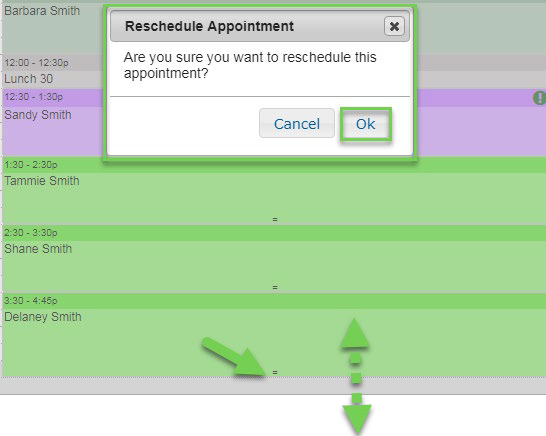 Barbara Smith
Reschedule Appointment
Are you sure you want to reschedule this
appointment?
Cancel
Ok
12:00 - 12:30p
Lunch 30
12:30 - 1:30p
Sandy Smith
1:30 - 2:30p
Tammie Smith
=
2:30 - 3:30p
Shane Smith
=
3:30 - 4:45p
Delaney Smith
=